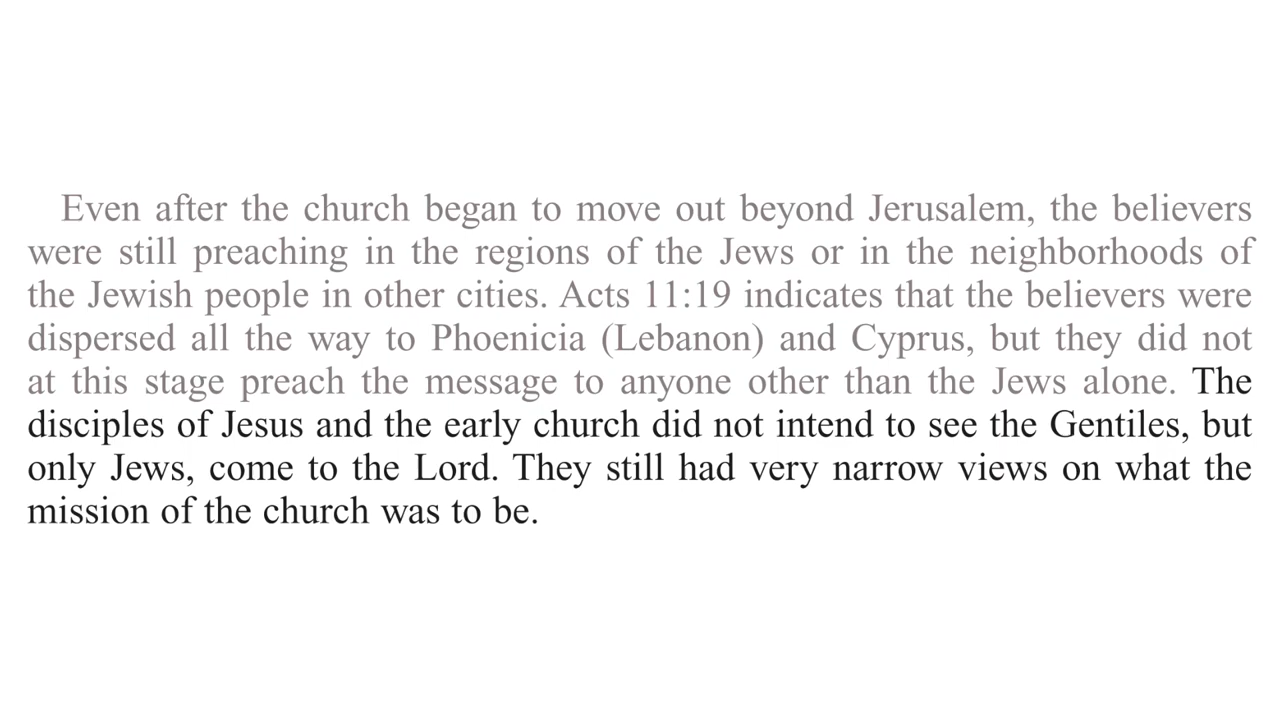 Even after the church began to move out beyond Jerusalem, the believers
were still preaching in the regions of the Jews or in the neighborhoods of
the Jewish people in other cities. Acts 11:19 indicates that the believers were
dispersed all the way to Phoenicia (Lebanon) and Cyprus, but they did not
at this stage preach the message to anyone other than the Jews alone. The
disciples of Jesus and the early church did not intend to see the Gentiles, but
only Jews, come to the Lord. They still had very narrow views on what the
mission of the church was to be.